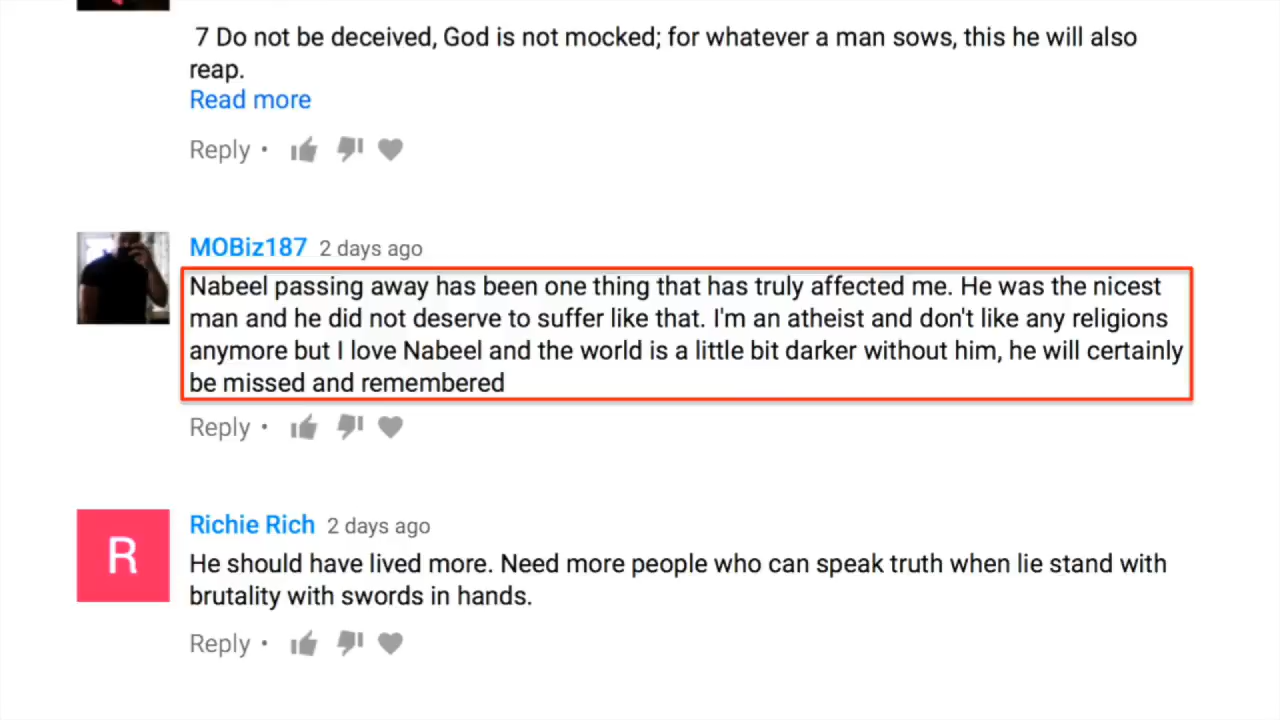 7 Do not be deceived, God is not mocked; for whatever a man sows, this he will also
reap.
Read more
Reply •
MOBiz187 2 days ago
Nabeel passing away has been one thing that has truly affected me. He was the nicest
man and he did not deserve to suffer like that. I'm an atheist and don't like any religions
anymore but I love Nabeel and the world is a little bit darker without him, he will certainly
be missed and remembered
Reply •
R
Richie Rich 2 days ago
He should have lived more. Need more people who can speak truth when lie stand with
brutality with swords in hands.
Reply •